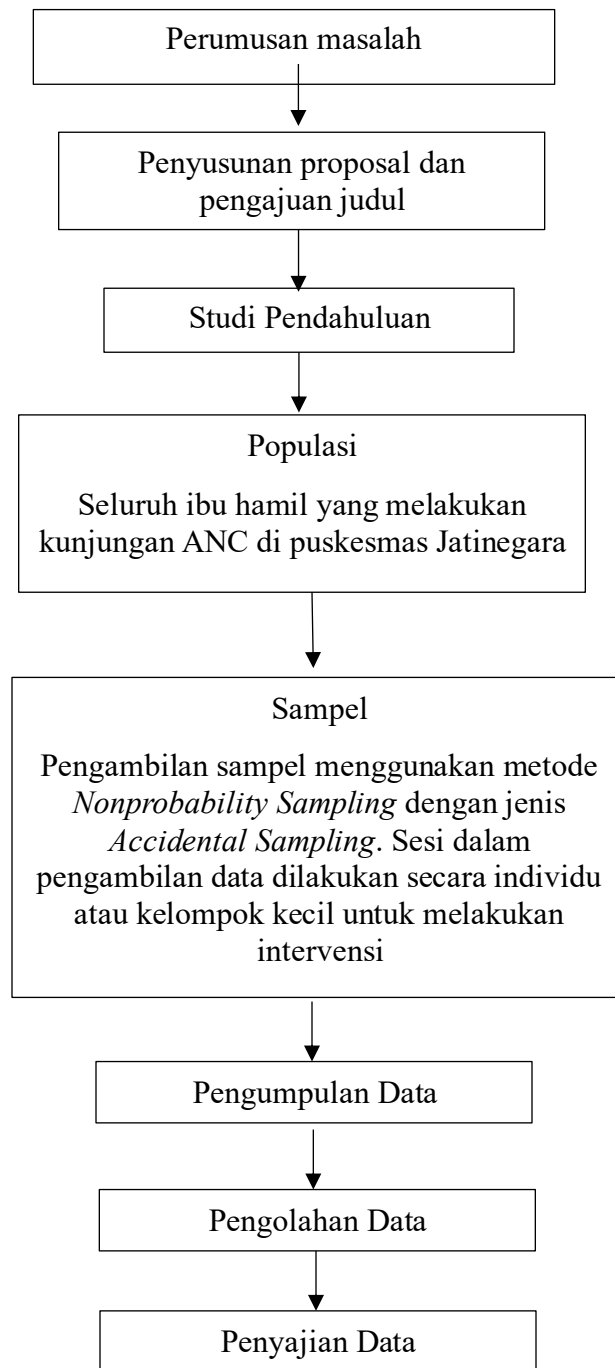 Perumusan masalah
Penyusunan proposal dan
pengajuan judul
Studi Pendahuluan
Populasi
Seluruh ibu hamil yang melakukan
kunjungan ANC di puskesmas Jatinegara
Sampel
Pengambilan sampel menggunakan metode
Nonprobability Sampling dengan jenis
Accidental Sampling. Sesi dalam
pengambilan data dilakukan secara individu
atau kelompok kecil untuk melakukan
intervensi
Pengumpulan Data
Pengolahan Data
Penyajian Data